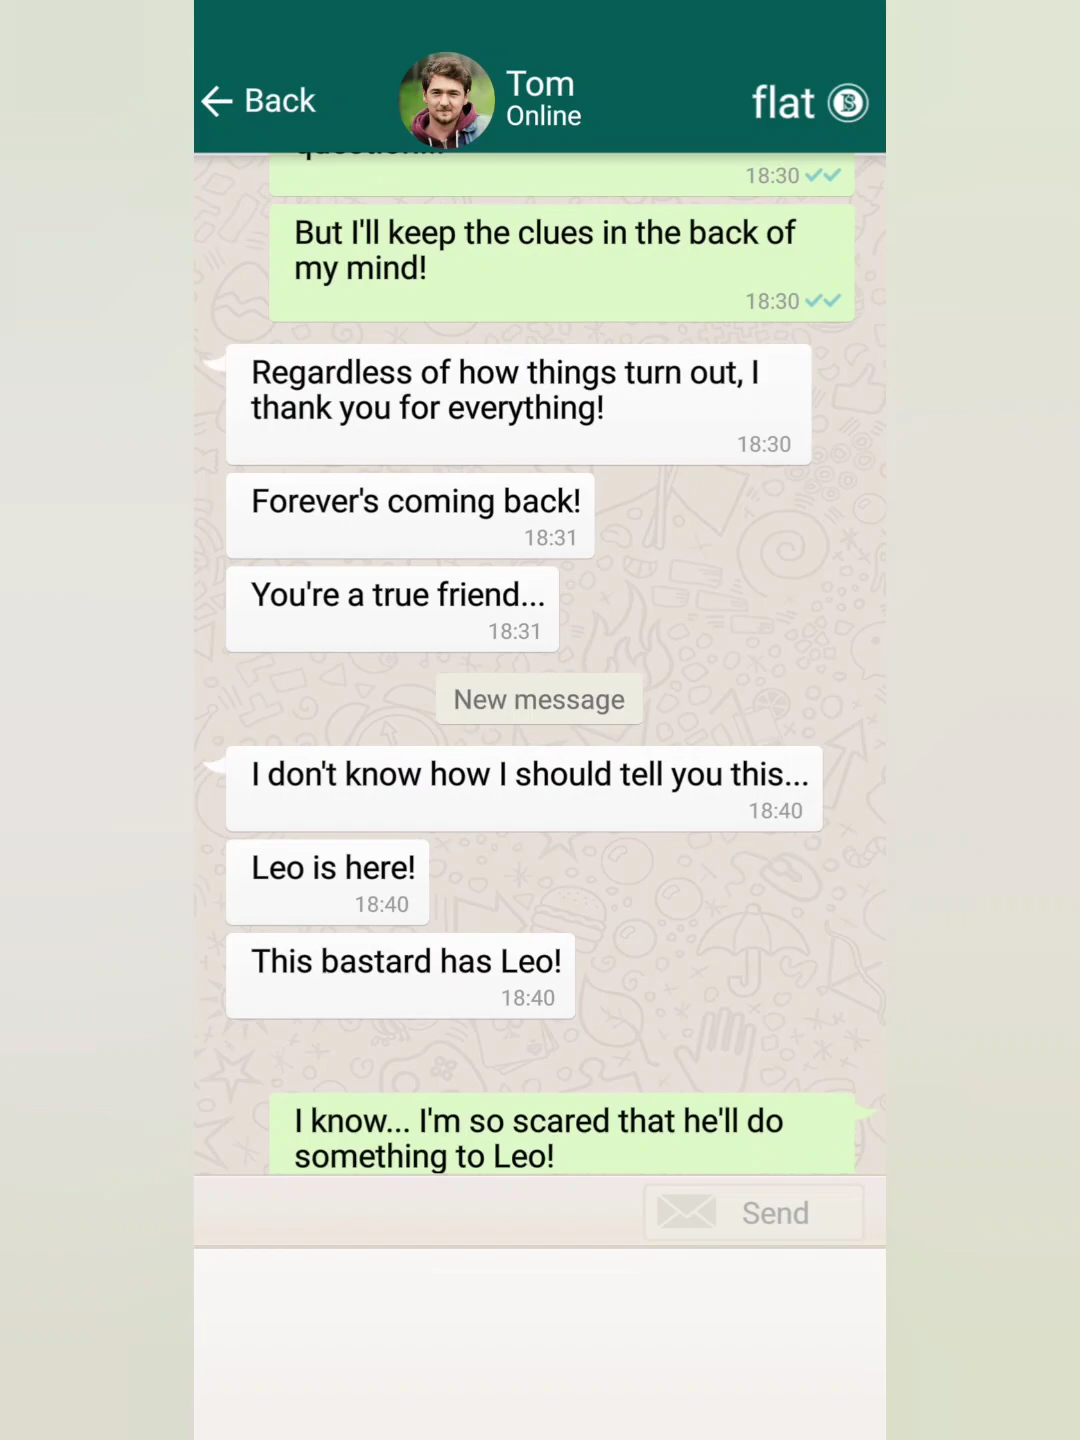 Back
Tom
Online
flat
question...
18:30
But I'll keep the clues in the back of
my mind!
18:30
Regardless of how things turn out, I
thank you for everything!
18:30
Forever's coming back!
18:31
You're a true friend...
18:31
New message
I don't know how I should tell you this...
18:40
Leo is here!
18:40
This bastard has Leo!
18:40
I know... I'm so scared that he'll do
something to Leo!
Send